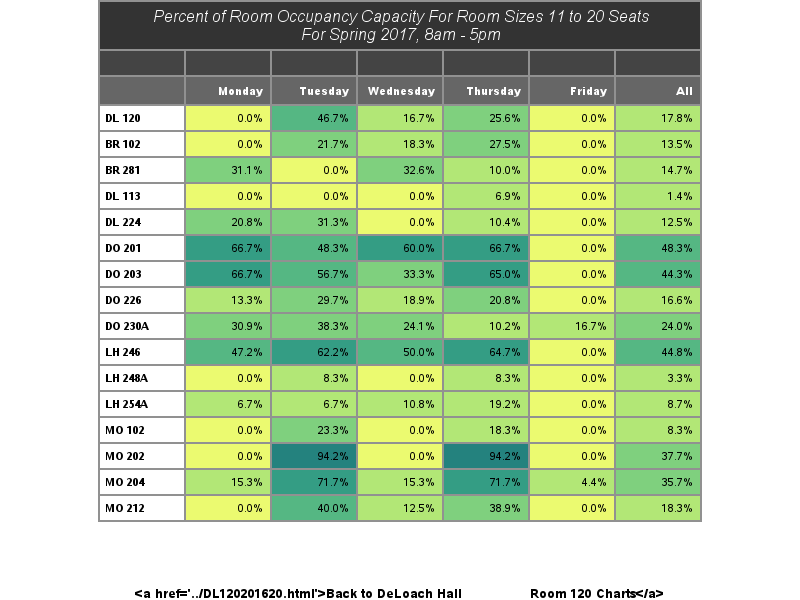 Percent of Room Occupancy Capacity For Room Sizes 11 to 20 Seats
For Spring 2017, 8am - 5pm
Monday Tuesday Wednesday Thursday Friday All
DL 120 0.0% 46.7% 16.7% 25.6% 0.0% 17.8%
BR 102 0.0% 21.7% 18.3% 27.5% 0.0% 13.5%
BR 281 31.1% 0.0% 32.6% 10.0% 0.0% 14.7%
DL 113 0.0% 0.0% 0.0% 6.9% 0.0% 1.4%
DL 224 20.8% 31.3% 0.0% 10.4% 0.0% 12.5%
DO 201 66.7% 48.3% 60.0% 66.7% 0.0% 48.3%
DO 203 66.7% 56.7% 33.3% 65.0% 0.0% 44.3%
DO 226 13.3% 29.7% 18.9% 20.8% 0.0% 16.6%
DO 230A 30.9% 38.3% 24.1% 10.2% 16.7% 24.0%
LH 246 47.2% 62.2% 50.0% 64.7% 0.0% 44.8%
LH 248A 0.0% 8.3% 0.0% 8.3% 0.0% 3.3%
LH 254A 6.7% 6.7% 10.8% 19.2% 0.0% 8.7%
MO 102 0.0% 23.3% 0.0% 18.3% 0.0% 8.3%
MO 202 0.0% 94.2% 0.0% 94.2% 0.0% 37.7%
MO 204 15.3% 71.7% 15.3% 71.7% 4.4% 35.7%
MO 212 0.0% 40.0% 12.5% 38.9% 0.0% 18.3%
<a href='../DL120201620.html'>Back to DeLoach Hall Room 120 Charts</a>